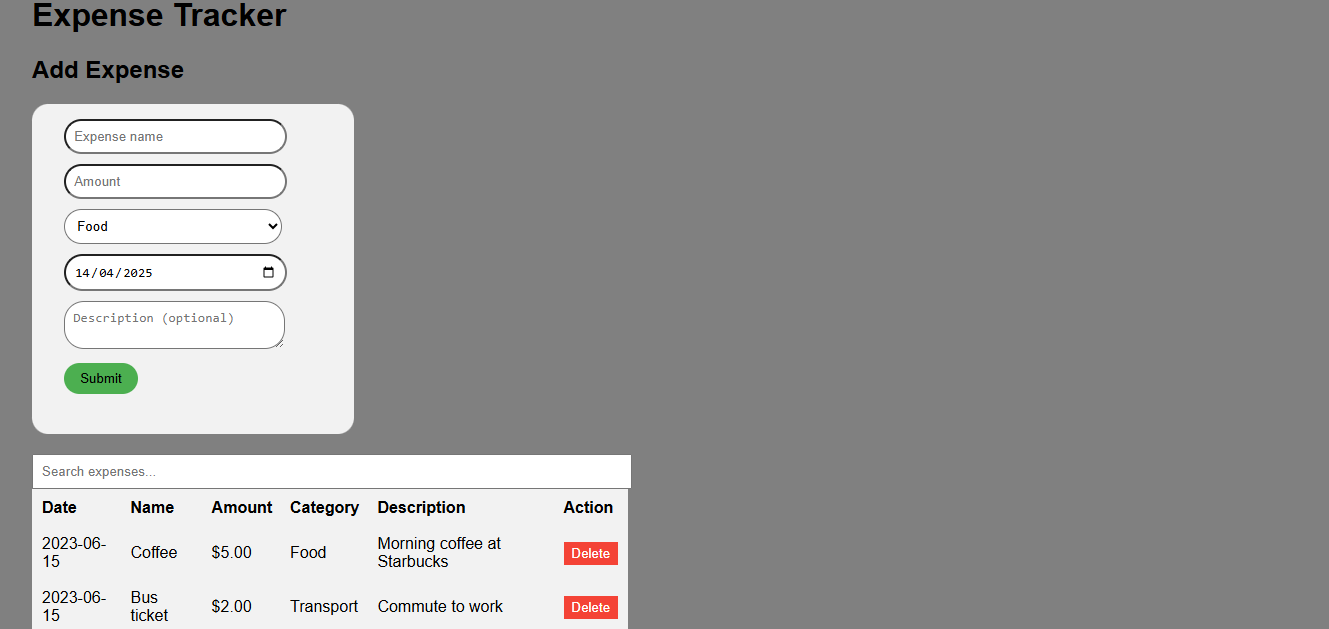 Expense Tracker
Add Expense
Expense name
Amount
Food
14/04/2025
Description (optional)
Submit
Search expenses...
Date Name Amount Category Description Action
2023-06-15 Coffee $5.00 Food Morning coffee at Starbucks Delete
2023-06-15 Bus ticket $2.00 Transport Commute to work Delete